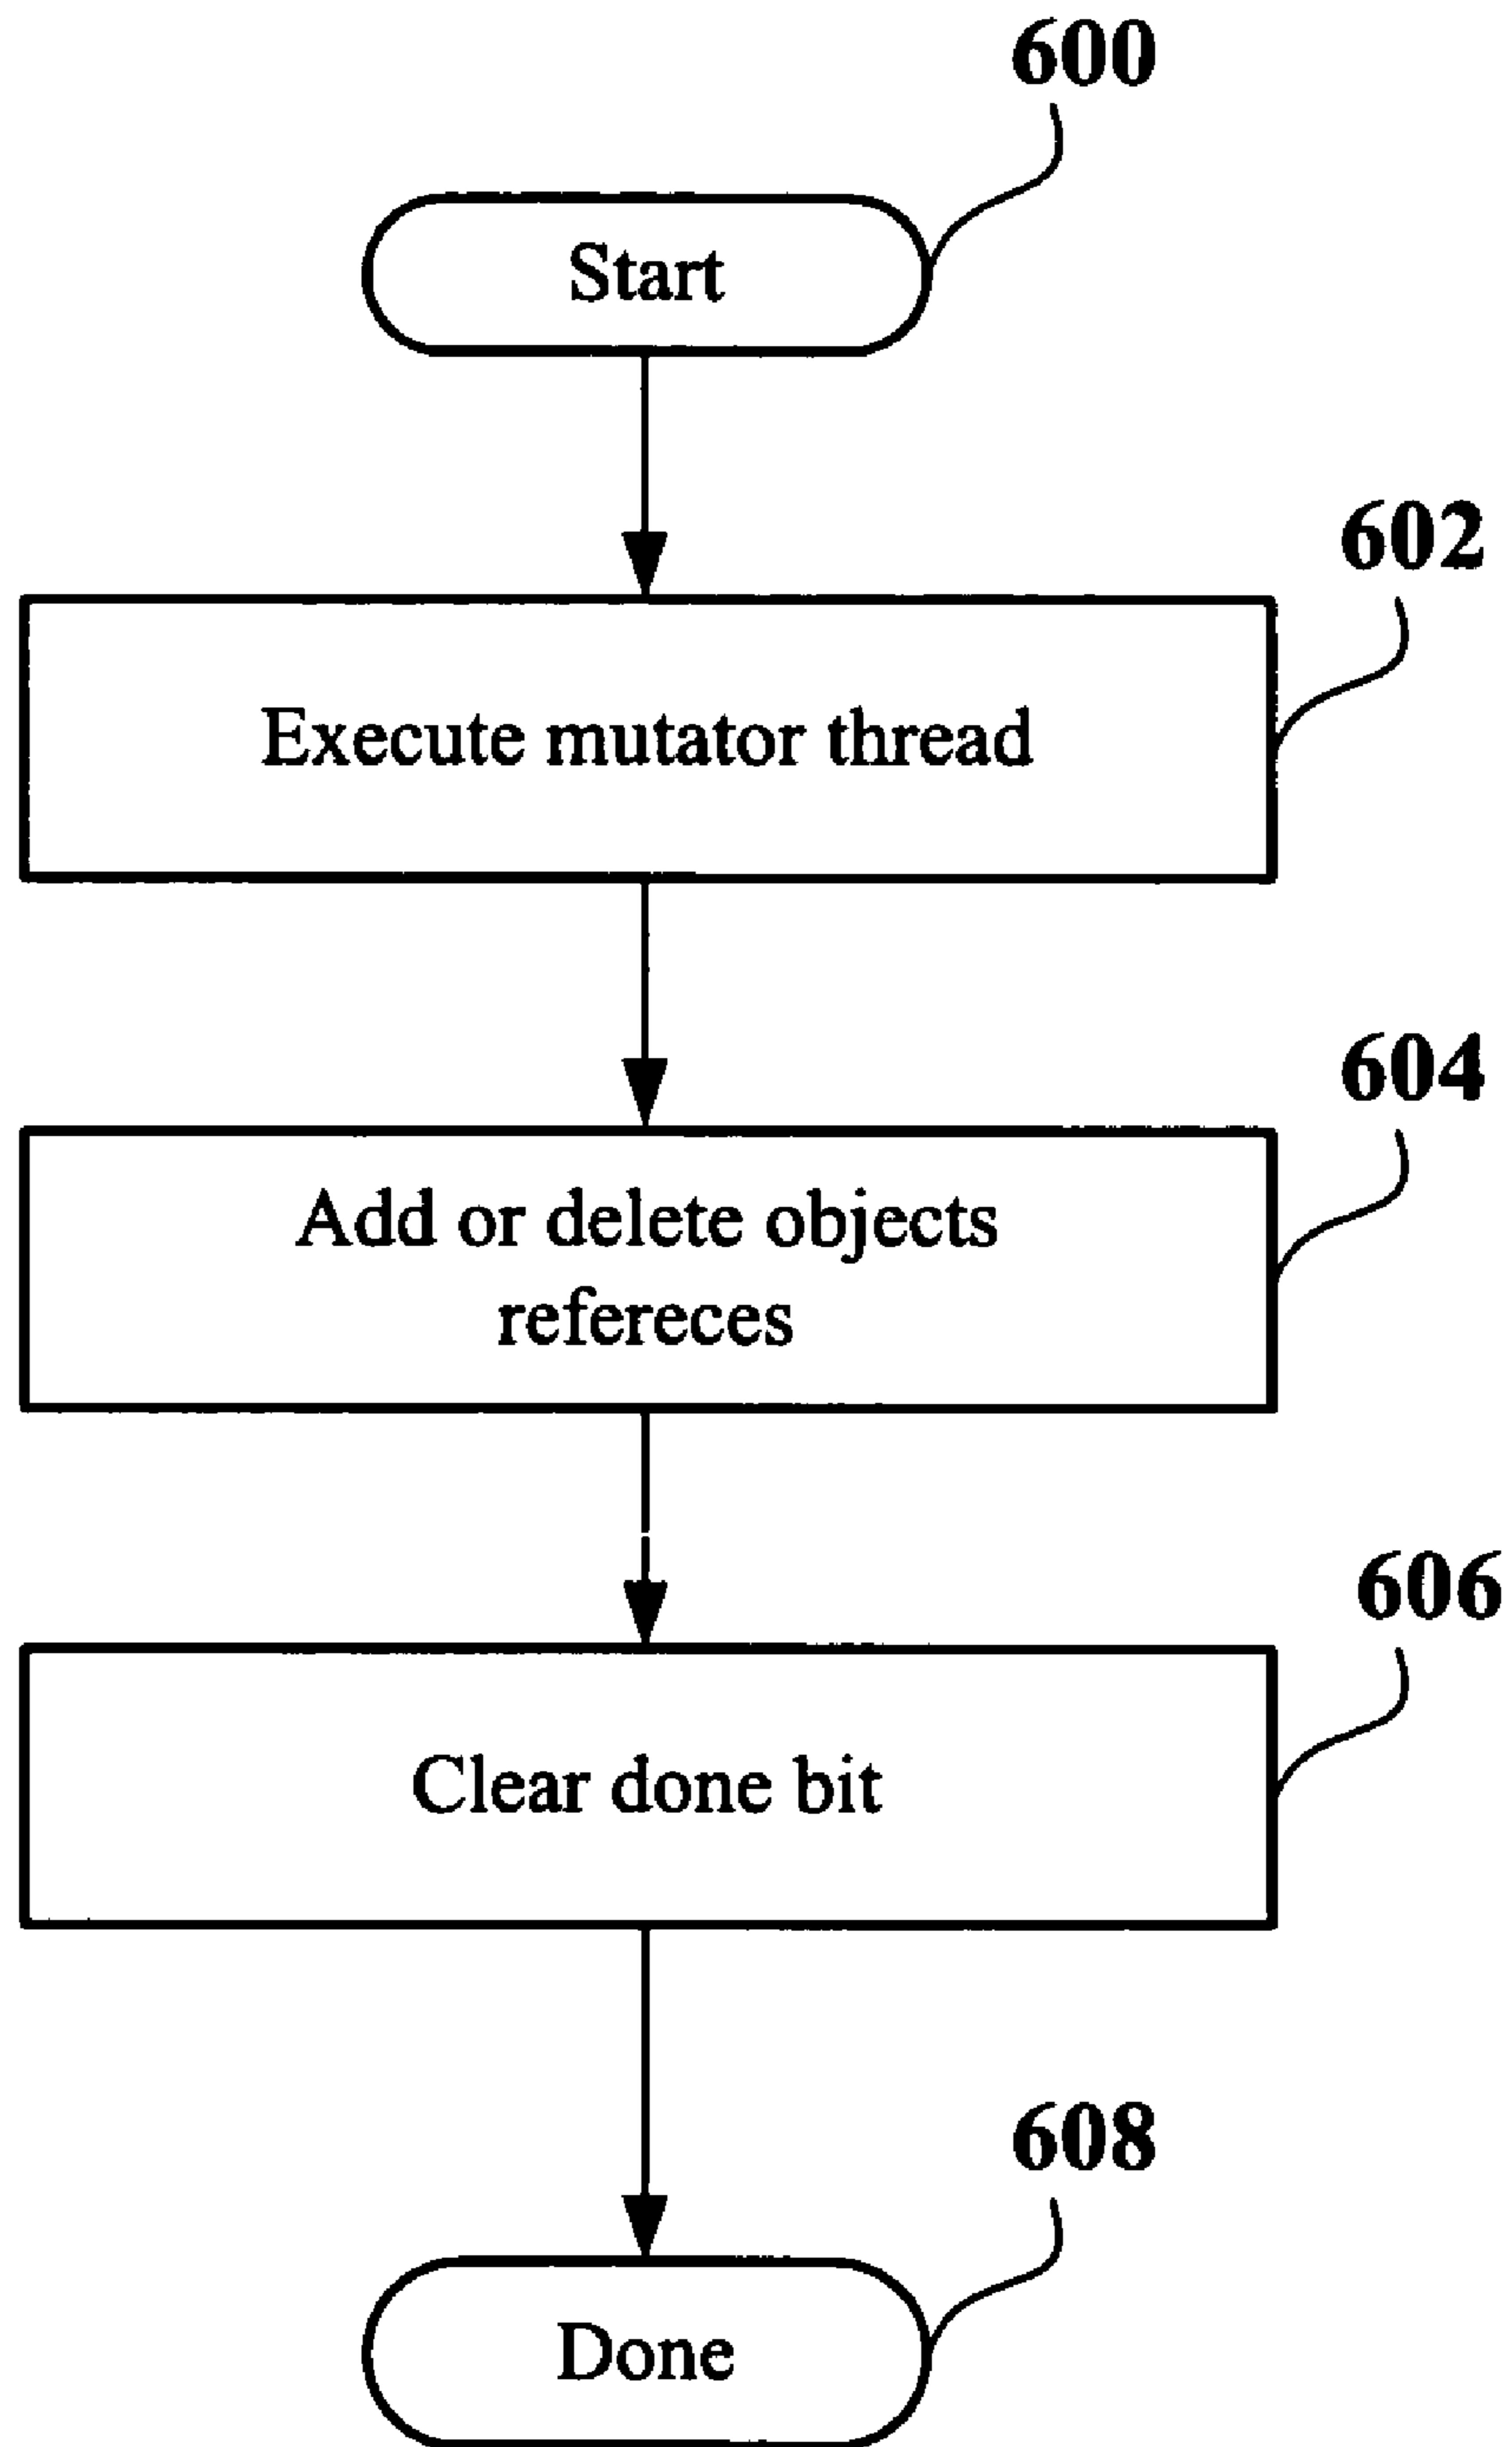 600
Start
602
Execute mutator thread
604
Add or delete objects
refereces
606
Clear done bit
608
Done